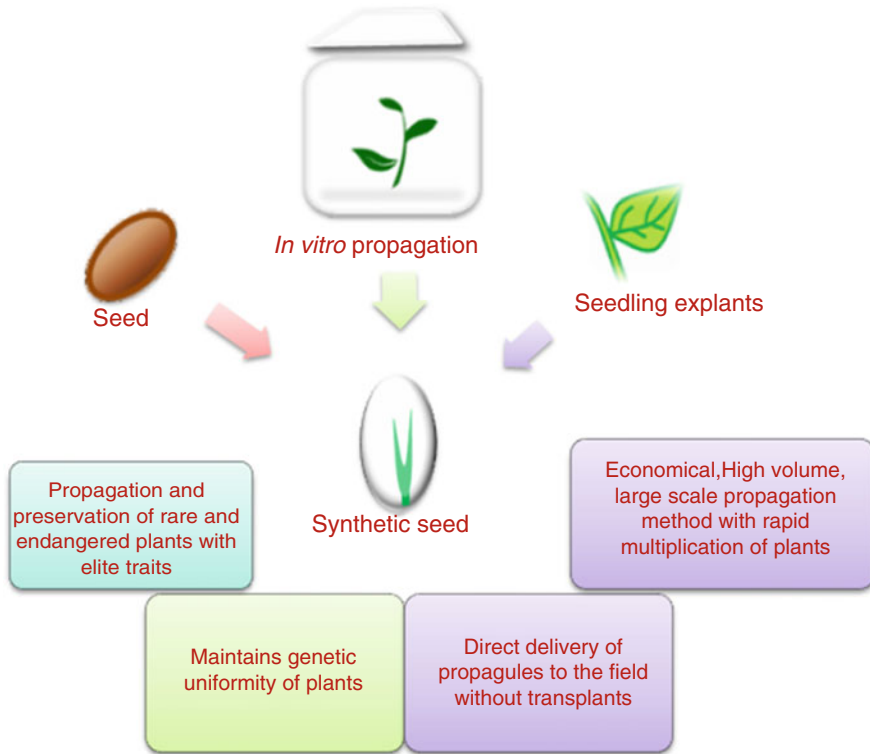 In vitro propagation
Seed
Seedling explants
Synthetic seed
Propagation and
preservation of rare and
endangered plants with
elite traits
Economical,High volume,
large scale propagation
method with rapid
multiplication of plants
Maintains genetic
uniformity of plants
Direct delivery of
propagules to the field
without transplants